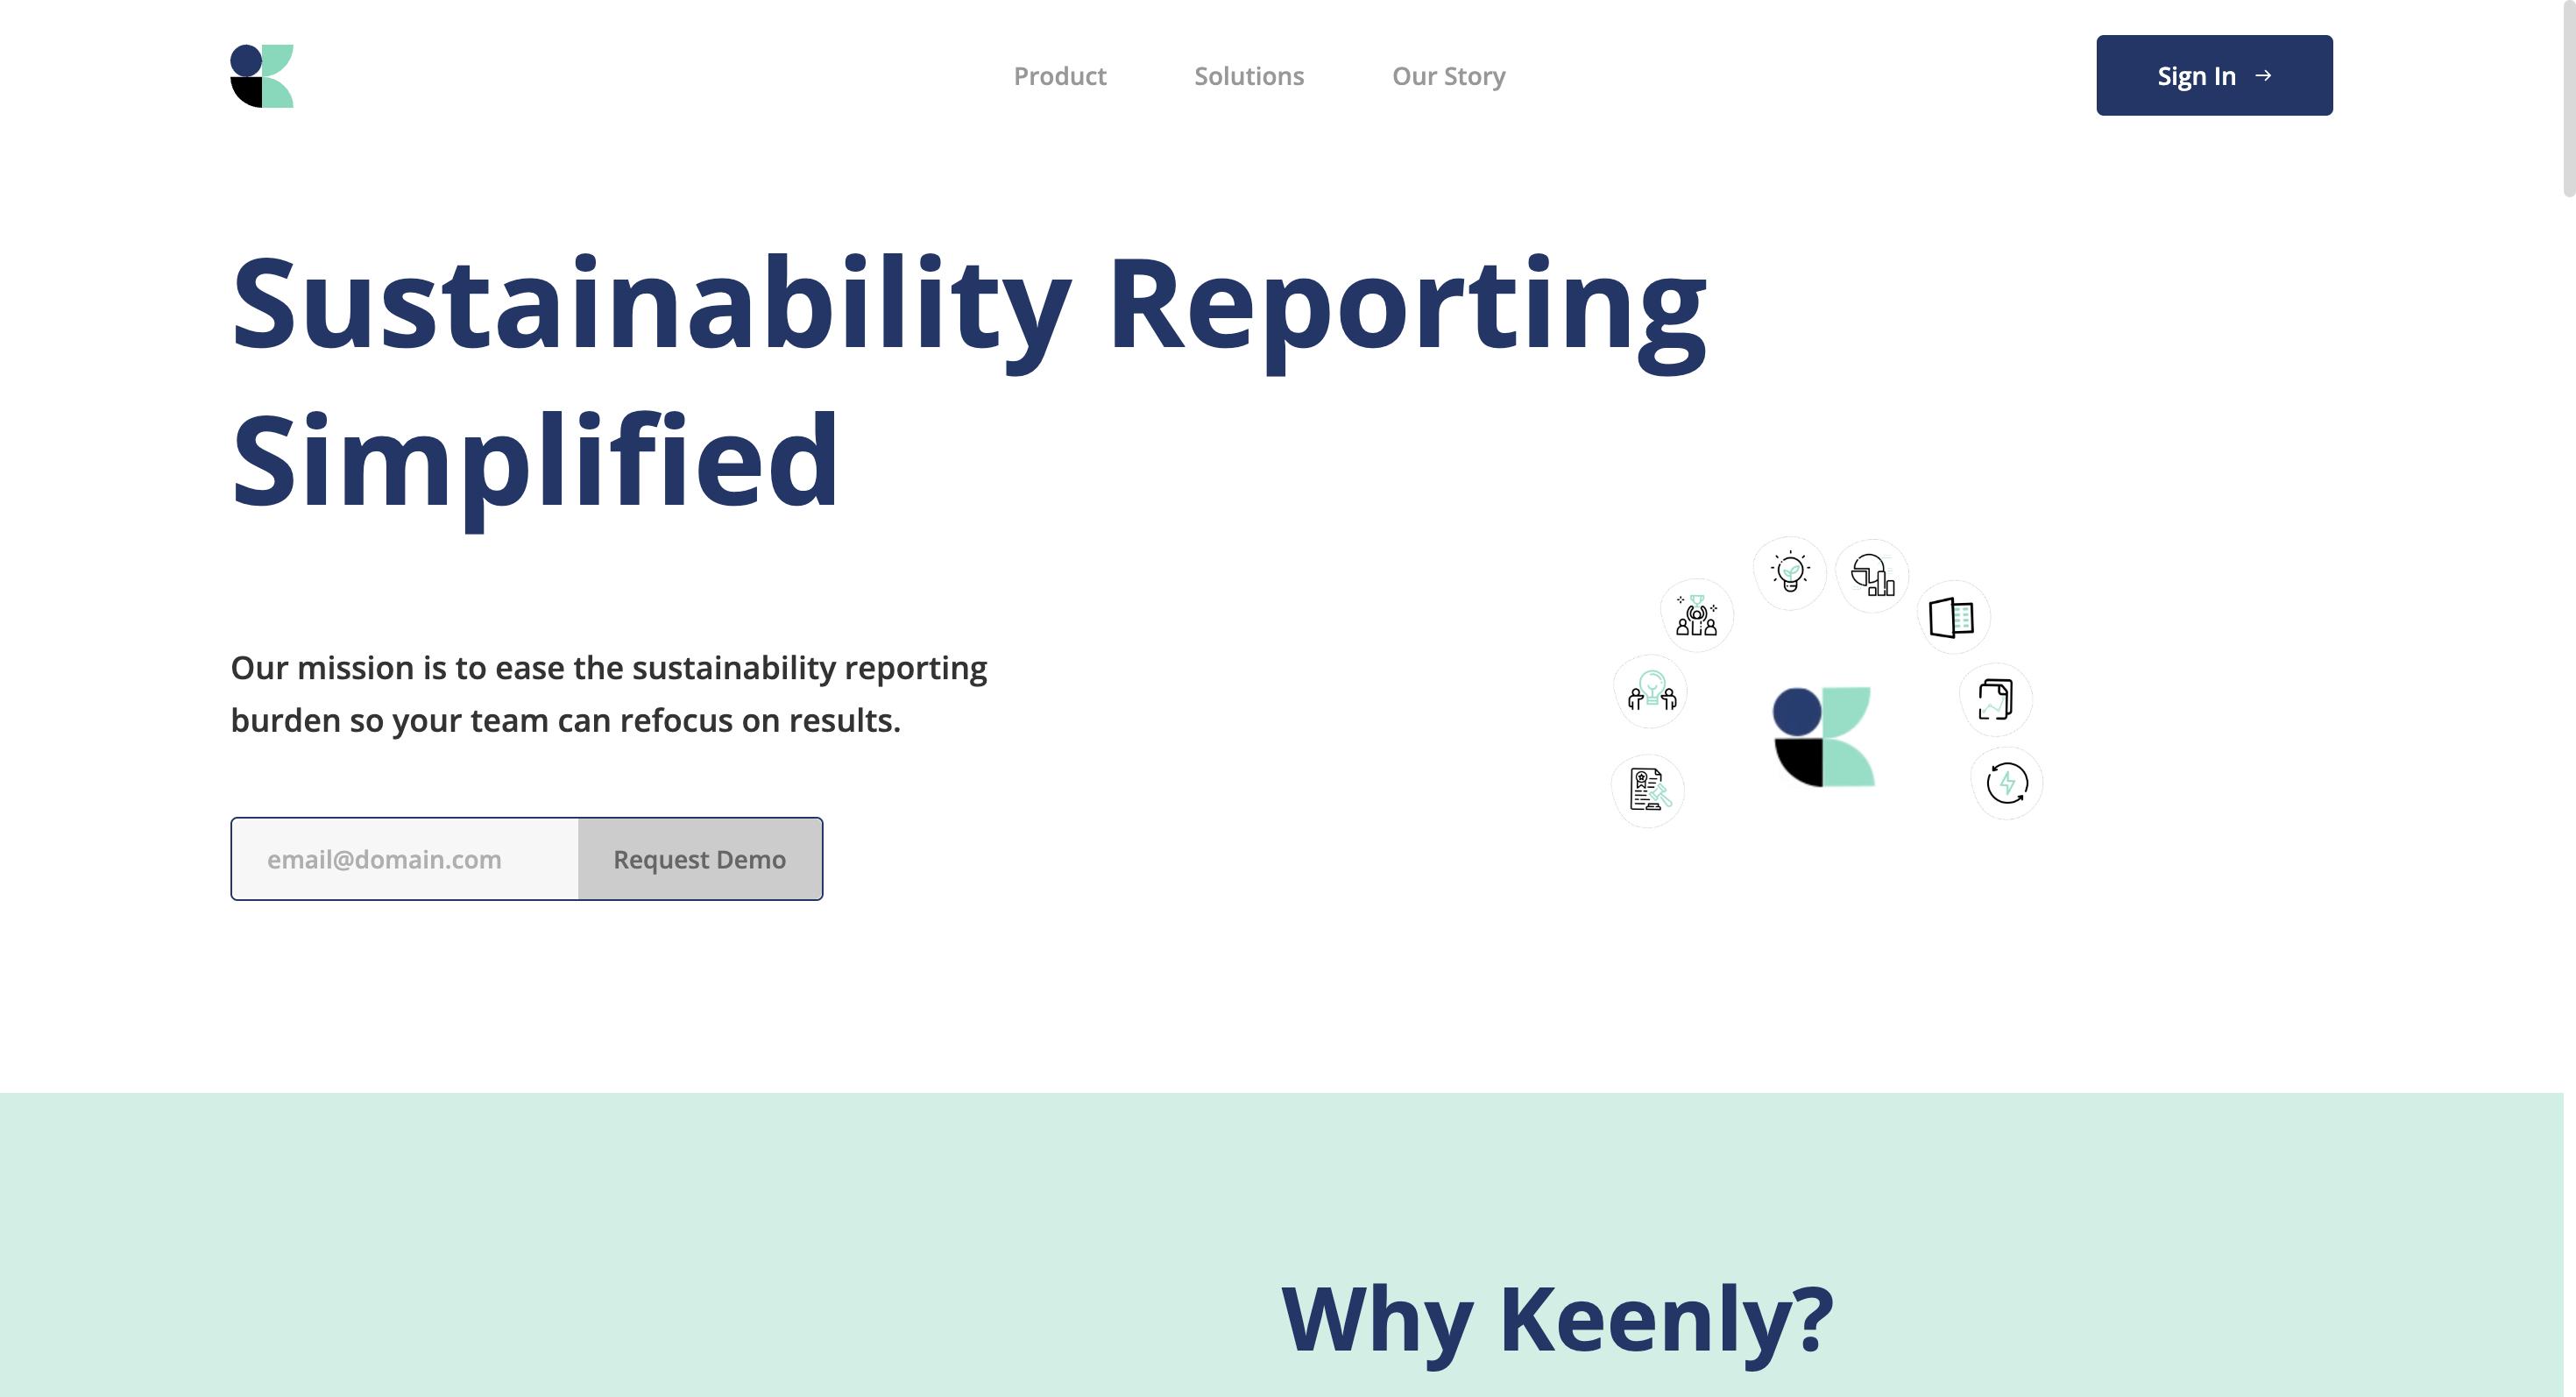 Product
Solutions
Our Story
Sign In
Sustainability Reporting
Simplified
Our mission is to ease the sustainability reporting
burden so your team can refocus on results.
email@domain.com
Request Demo
Why Keenly?